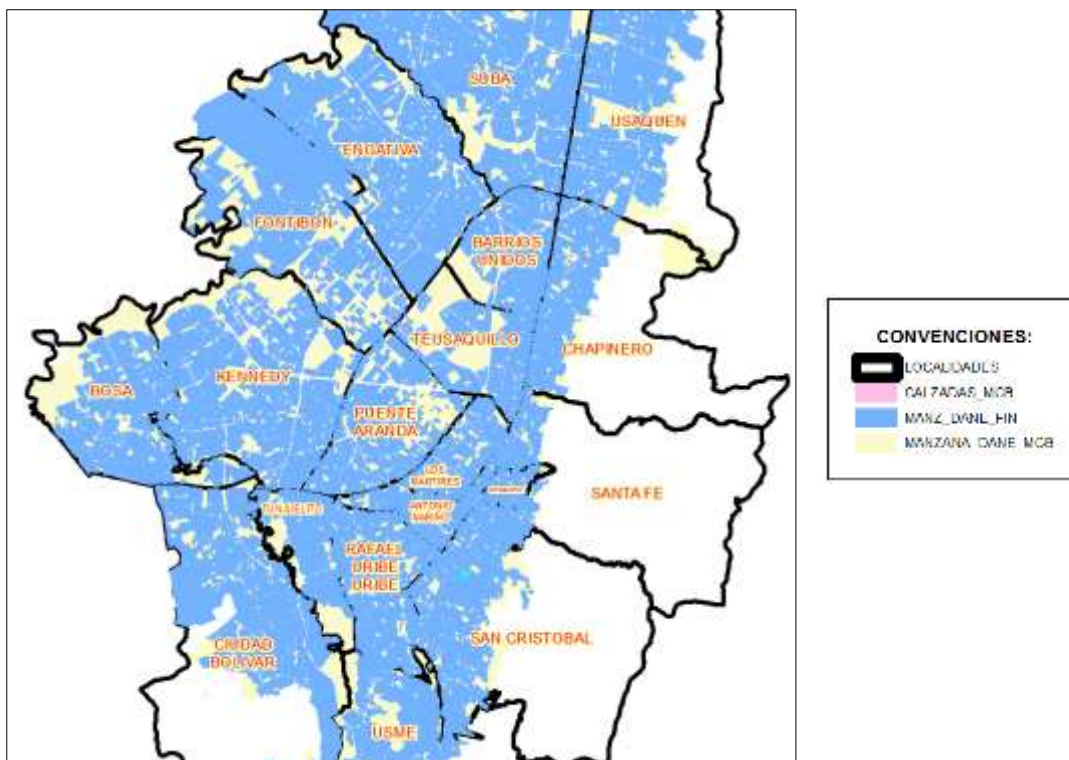 SUBA
USAQUEN
ENGATIVA
FONTIBON
BARRIOS
UNIDOS
TEUSAQUILLO
CHAPINERO
BOSA
KENNEDY
PUENTE
ARANDA
LOS
MARTIRES
SANTA FE
TUNJUELITO
ANTONIO
NARIÑO
RAFAEL
URIBE
URIBE
SAN CRISTOBAL
CIUDAD
BOLIVAR
USME
CONVENCIONES:
LOCALIDADES
CALZADAS_MCB
MANZ_DANE_FIN
MANZANA_DANE_MCB